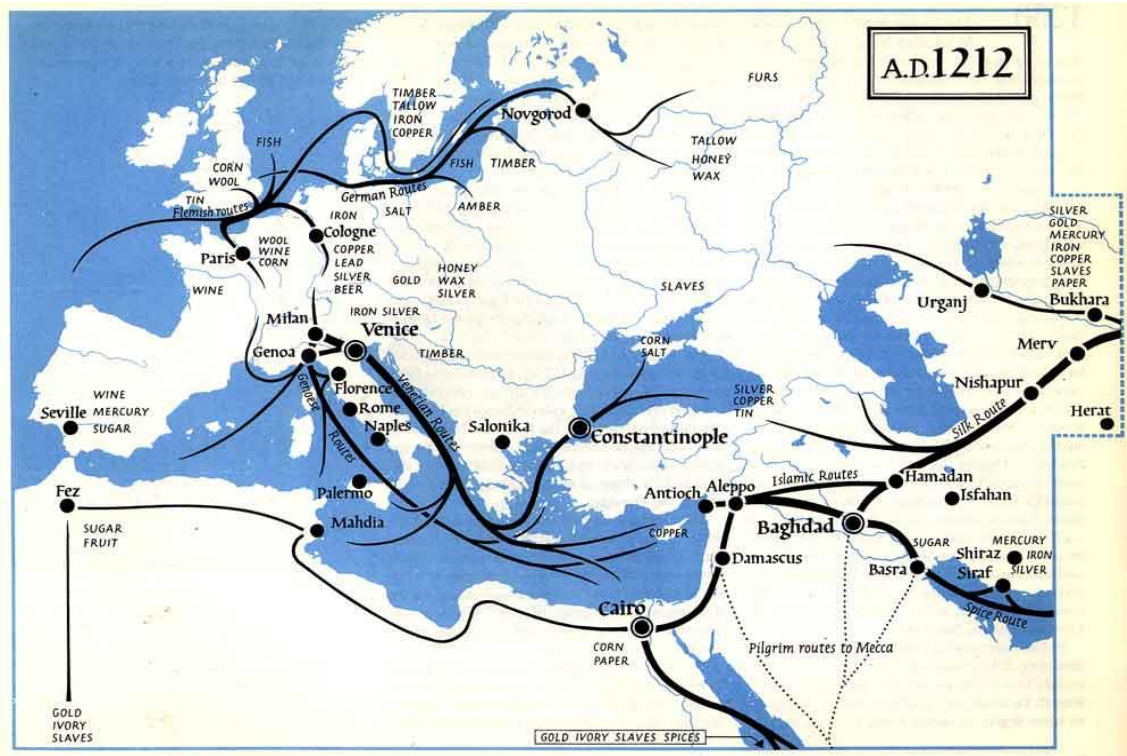 A.D.1212
FURS
TIMBER
TALLOW
IRON
COPPER
Novgorod
FISH
FISH
TIMBER
TALLOW
HONEY
WAX
CORN
WOOL
TIN
Flemish routes
German Routes
SALT
AMBER
IRON
Cologne
COPPER
LEAD
SILVER
BEER
Paris
WOOL
WINE
CORN
WINE
GOLD
HONEY
WAX
SILVER
SLAVES
SILVER
GOLD
MERCURY
IRON
COPPER
SLAVES
PAPER
Urganj
Bukhara
Milan
IRON SILVER
Venice
Genoa
TIMBER
CORN
SALT
Merv
Nishapur
Herat
Florence
Genoese
Routes
Venetian Routes
Rome
Naples
WINE
MERCURY
SUGAR
Seville
Salonika
Constantinople
SILVER
COPPER
TIN
Silk Route
Palermo
Antioch
Aleppo
Islamic Routes
Hamadan
Isfahan
Fez
SUGAR
FRUIT
Mahdia
COPPER
Baghdad
Damascus
SUGAR
Basra
MERCURY
IRON
SILVER
Shiraz
Siraf
Spice Route
Cairo
CORN
PAPER
Pilgrim routes to Mecca
GOLD
IVORY
SLAVES
GOLD IVORY SLAVES SPICES